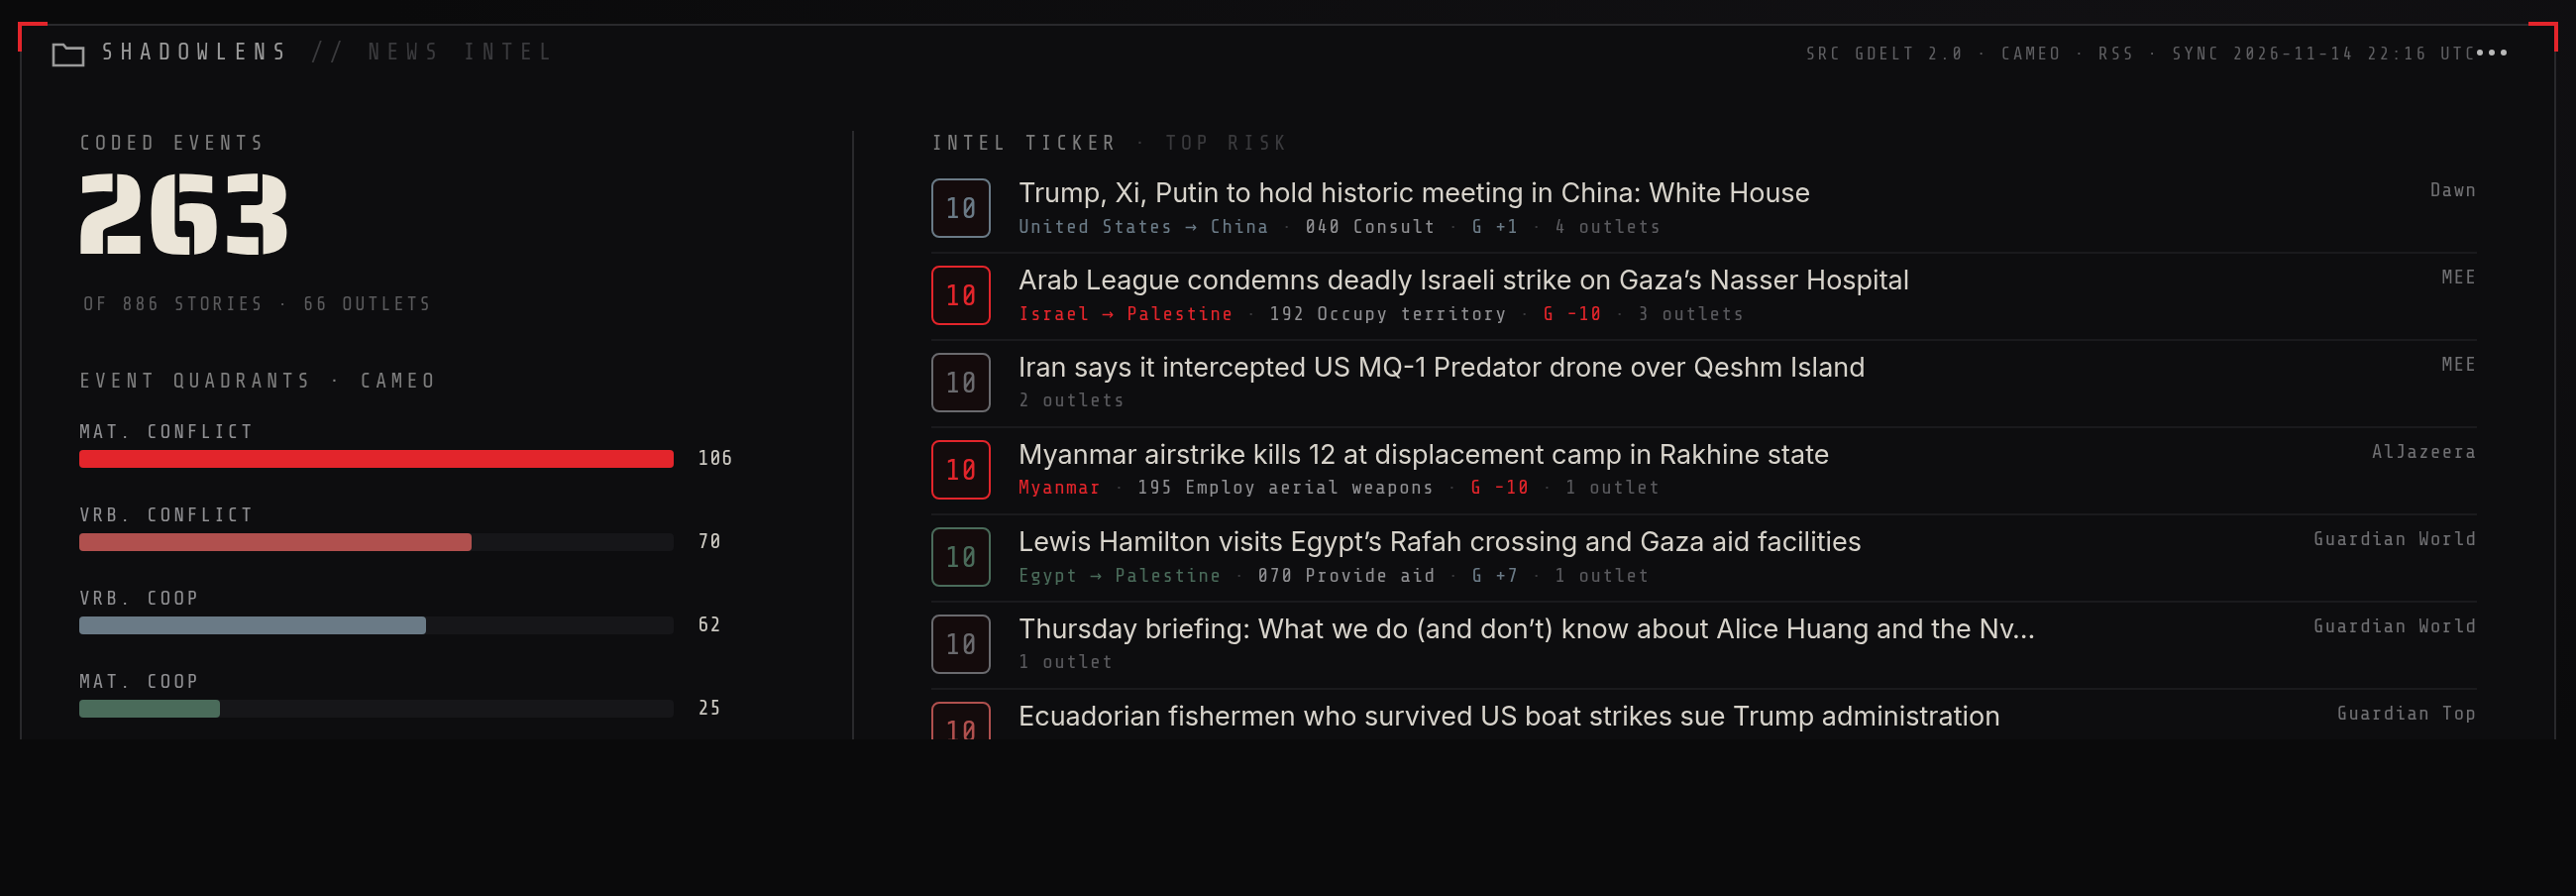 SHADOWLENS // NEWS INTEL
SRC GDELT 2.0 · CAMEO · RSS · SYNC 2026-11-14 22:16 UTC•••
CODED EVENTS
263
OF 886 STORIES · 66 OUTLETS
EVENT QUADRANTS · CAMEO
MAT. CONFLICT
106
VRB. CONFLICT
70
VRB. COOP
62
MAT. COOP
25
INTEL TICKER · TOP RISK
10
Trump, Xi, Putin to hold historic meeting in China: White House
Dawn
United States → China · 040 Consult · G +1 · 4 outlets
10
Arab League condemns deadly Israeli strike on Gaza’s Nasser Hospital
MEE
Israel → Palestine · 192 Occupy territory · G -10 · 3 outlets
10
Iran says it intercepted US MQ-1 Predator drone over Qeshm Island
MEE
2 outlets
10
Myanmar airstrike kills 12 at displacement camp in Rakhine state
AlJazeera
Myanmar · 195 Employ aerial weapons · G -10 · 1 outlet
10
Lewis Hamilton visits Egypt’s Rafah crossing and Gaza aid facilities
Guardian World
Egypt → Palestine · 070 Provide aid · G +7 · 1 outlet
10
Thursday briefing: What we do (and don’t) know about Alice Huang and the Nv…
Guardian World
1 outlet
10
Ecuadorian fishermen who survived US boat strikes sue Trump administration
Guardian Top